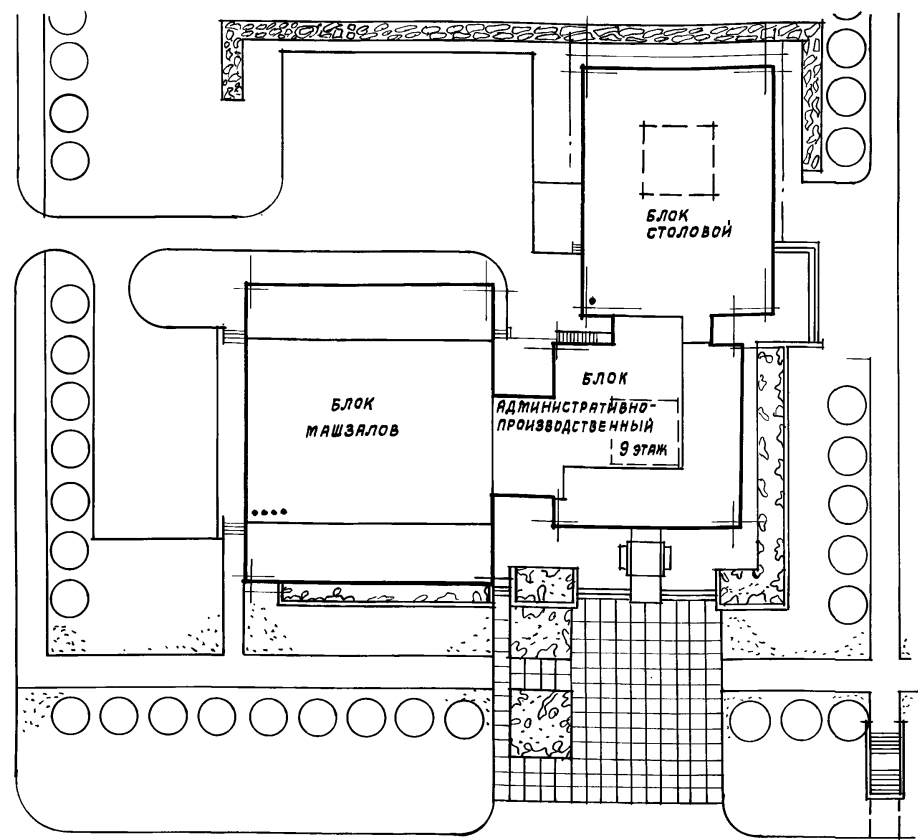 БЛОК
СТОЛОВОЙ
БЛОК
АДМИНИСТРАТИВНО-
ПРОИЗВОДСТВЕННЫЙ
9 ЭТАЖ
БЛОК
МАШЗАЛОВ